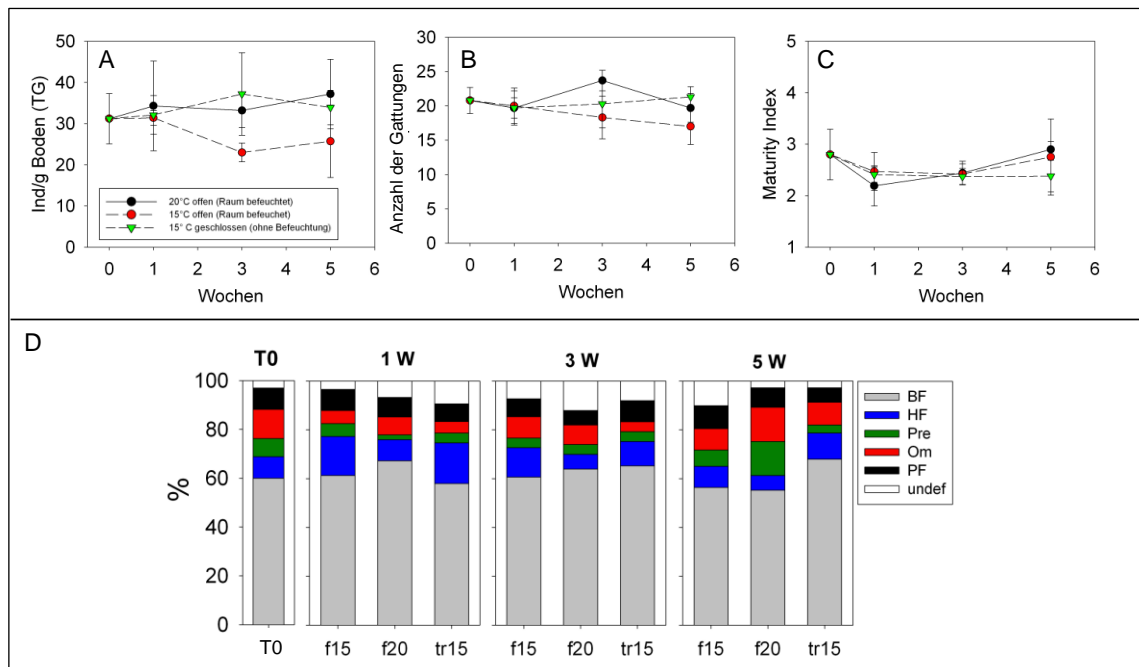 A
50
40
30
20
10
0
Ind/g Boden (TG)
20°C offen (Raum befeuchtet)
15°C offen (Raum befeuchet)
15° C geschlossen (ohne Befeuchtung)
0 1 2 3 4 5 6
Wochen
B
30
25
20
15
10
5
0
Anzahl der Gattungen
0 1 2 3 4 5 6
Wochen
C
5
4
3
2
1
Maturity Index
0 1 2 3 4 5 6
Wochen
D
T0 1 W 3 W 5 W
100
80
60
40
20
0
%
T0 f15 f20 tr15 f15 f20 tr15 f15 f20 tr15
BF
HF
Pre
Om
PF
undef